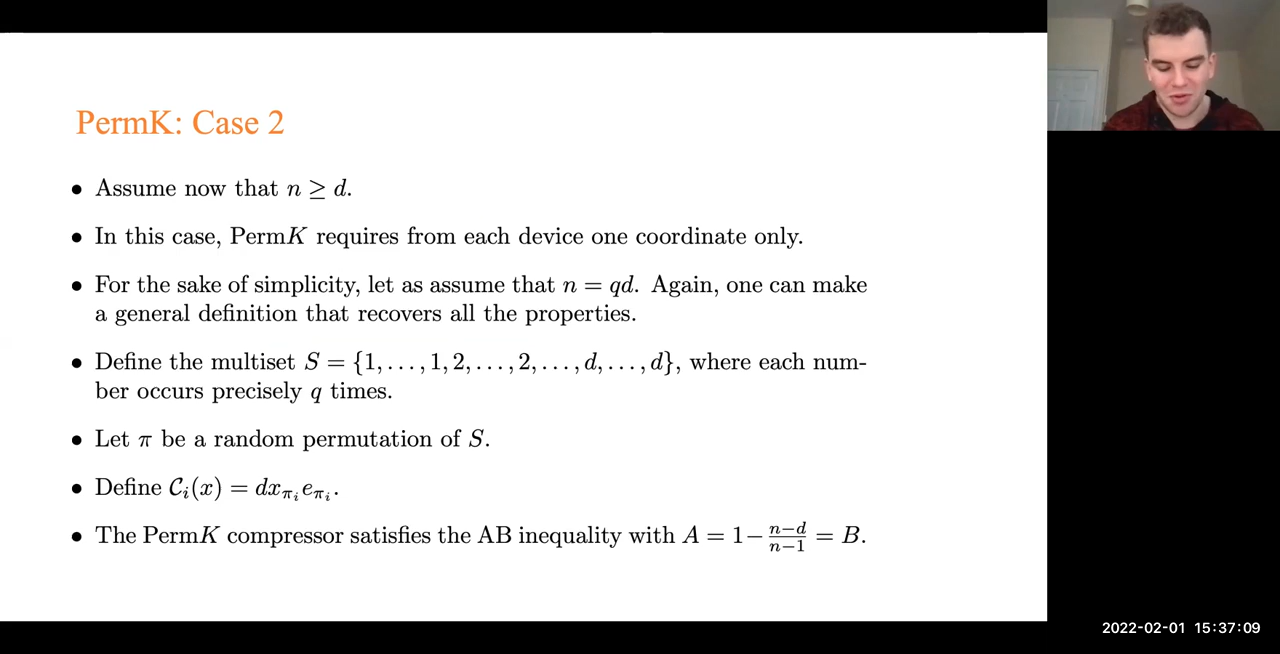 PermK: Case 2
• Assume now that n ≥ d.
• In this case, PermK requires from each device one coordinate only.
• For the sake of simplicity, let as assume that n = qd. Again, one can make
a general definition that recovers all the properties.
• Define the multiset S = {1, . . . , 1, 2, . . . , 2, . . . , d, . . . , d}, where each num-
ber occurs precisely q times.
• Let π be a random permutation of S.
• Define 𝒞ᵢ(x) = dx_{π_i} e_{π_i}.
• The PermK compressor satisfies the AB inequality with A = 1 − \frac{n−d}{n−1} = B.
2022-02-01 15:37:09